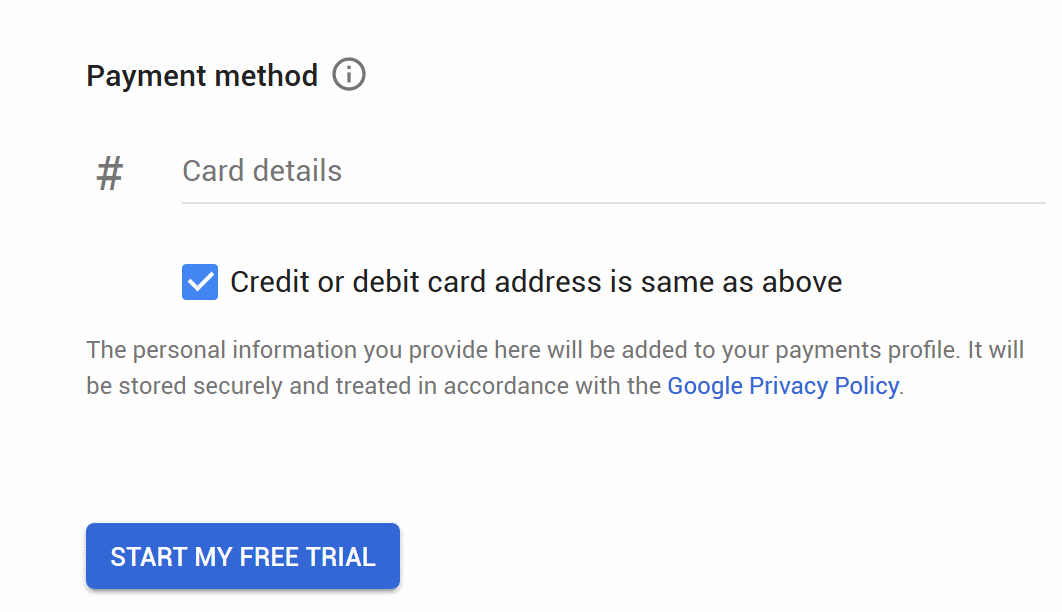 Payment method
# Card details
Credit or debit card address is same as above
The personal information you provide here will be added to your payments profile. It will
be stored securely and treated in accordance with the Google Privacy Policy.
START MY FREE TRIAL